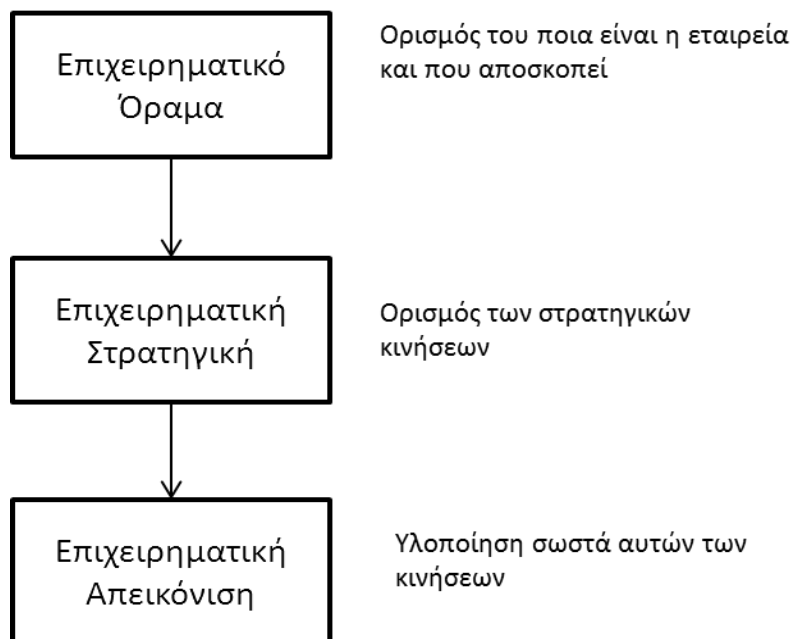 Επιχειρηματικό
Όραμα
Ορισμός του ποια είναι η εταιρεία
και που αποσκοπεί
Επιχειρηματική
Στρατηγική
Ορισμός των στρατηγικών
κινήσεων
Επιχειρηματική
Απεικόνιση
Υλοποίηση σωστά αυτών των
κινήσεων